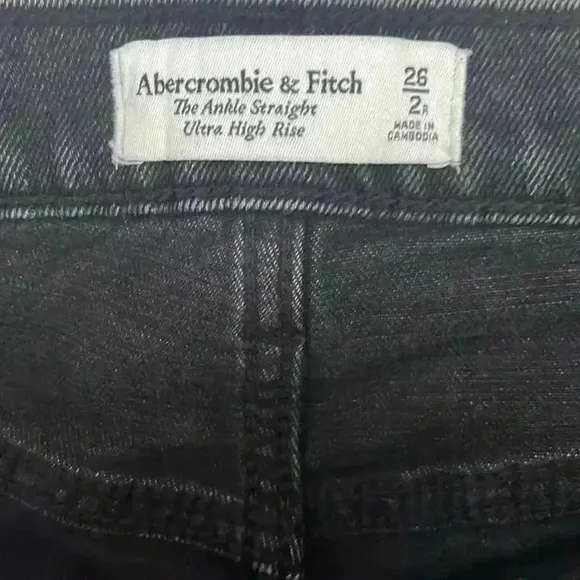 Abercrombie & Fitch
The Ankle Straight
Ultra High Rise
26
2R
MADE IN
CAMBODIA